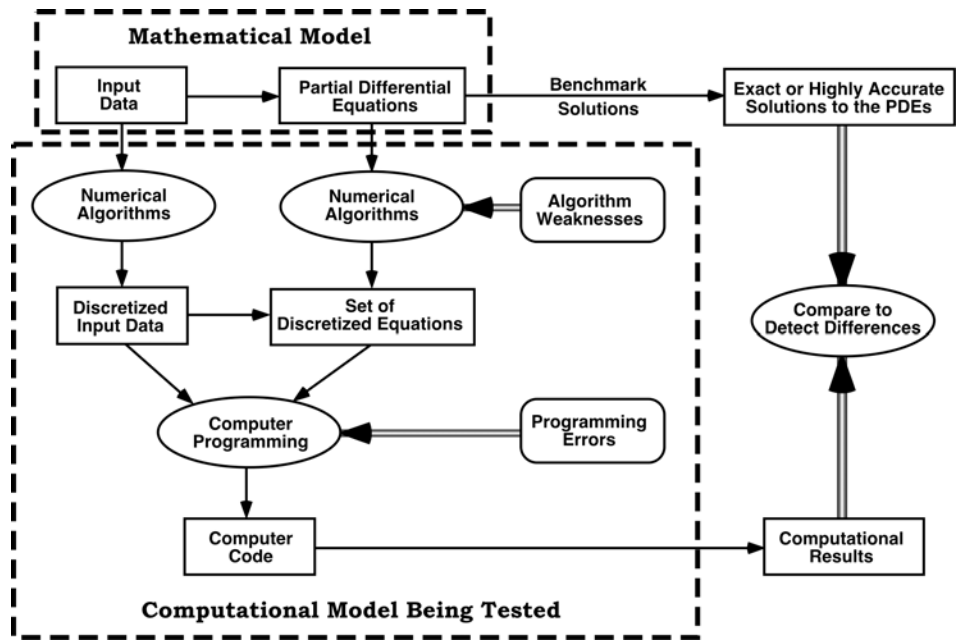 Mathematical Model
Input
Data
Partial Differential
Equations
Benchmark
Solutions
Exact or Highly Accurate
Solutions to the PDEs
Numerical
Algorithms
Numerical
Algorithms
Algorithm
Weaknesses
Discretized
Input Data
Set of
Discretized Equations
Compare to
Detect Differences
Computer
Programming
Programming
Errors
Computer
Code
Computational
Results
Computational Model Being Tested